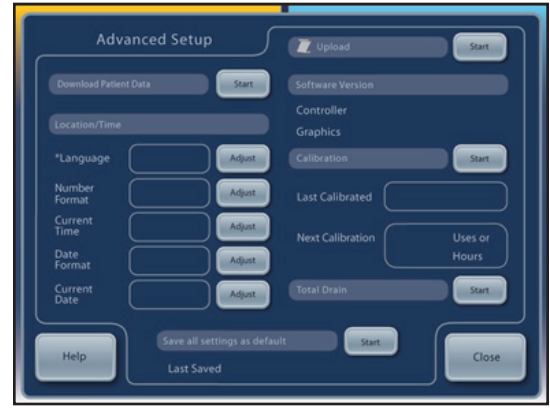 Advanced Setup
Download Patient Data
Start
Location/Time
*Language
Adjust
Number
Format
Adjust
Current
Time
Adjust
Date
Format
Adjust
Current
Date
Adjust
Upload
Start
Software Version
Controller
Graphics
Calibration
Start
Last Calibrated
Next Calibration
Uses or
Hours
Total Drain
Start
Help
Save all settings as default
Start
Last Saved
Close